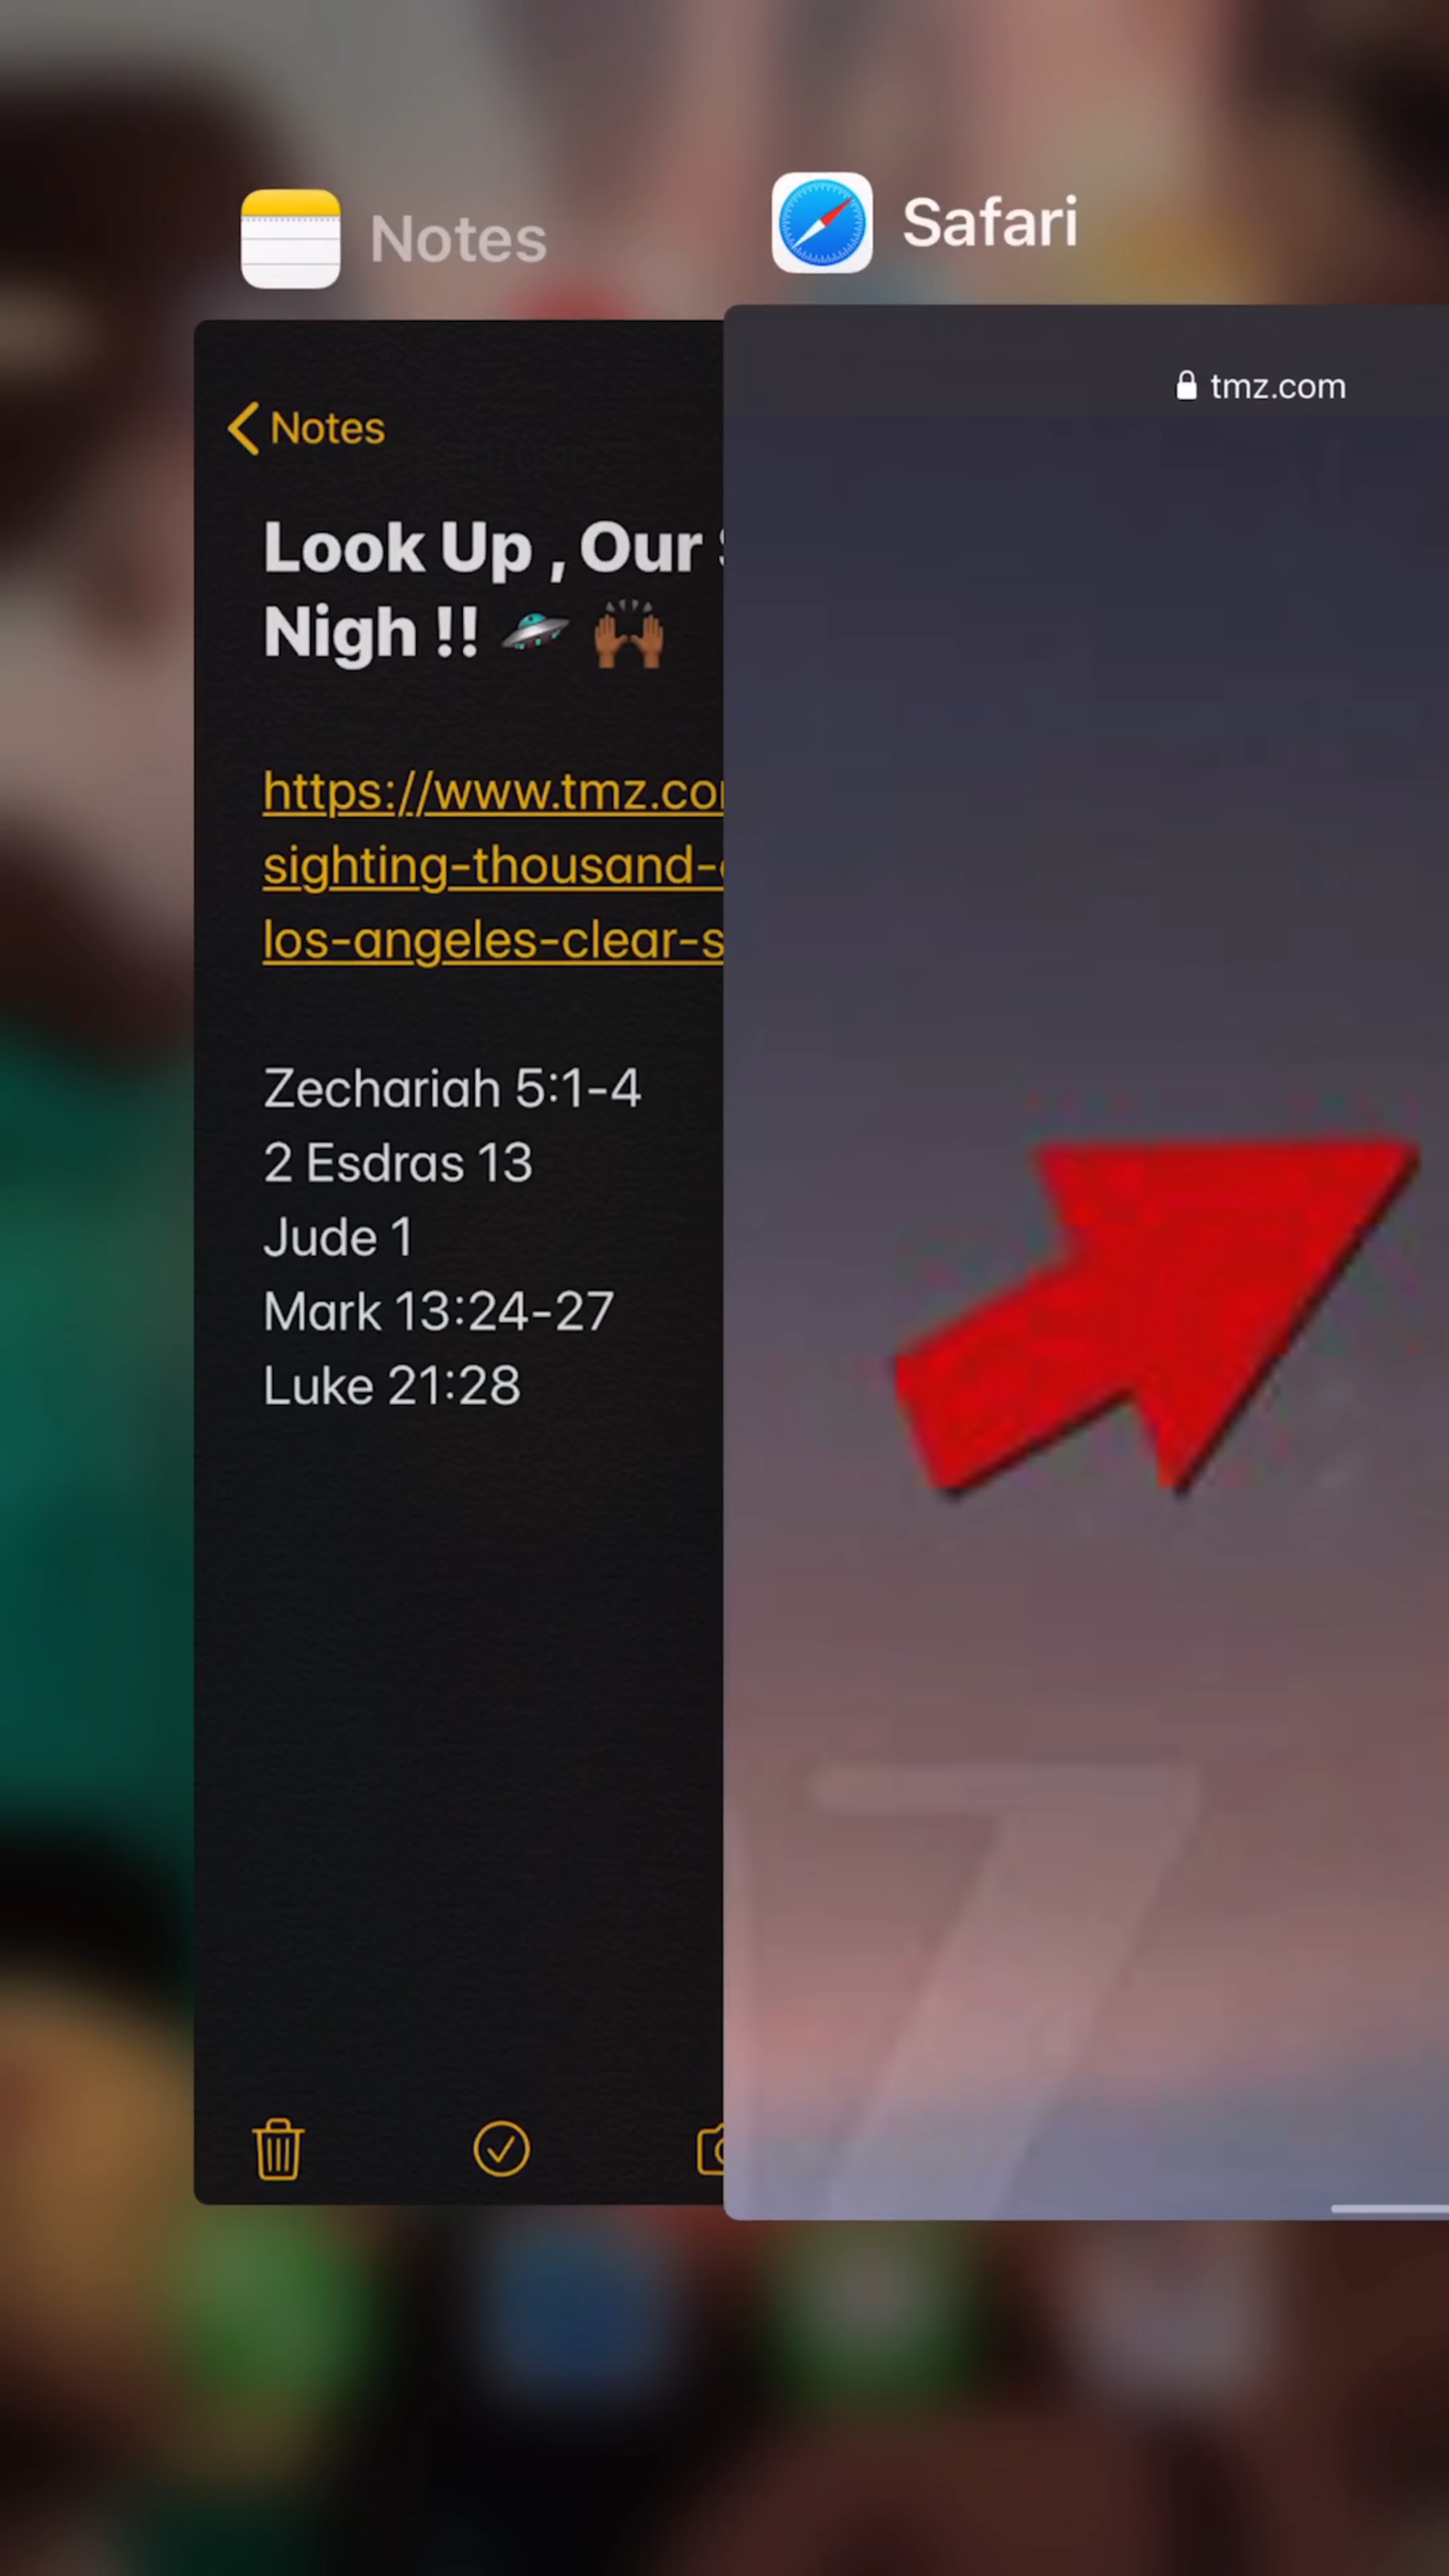 Notes
Safari
Notes
Look Up , Our
Nigh !! 🛸 🙌🏾
https://www.tmz.co
sighting-thousand-
los-angeles-clear-s
Zechariah 5:1-4
2 Esdras 13
Jude 1
Mark 13:24-27
Luke 21:28
tmz.com
7